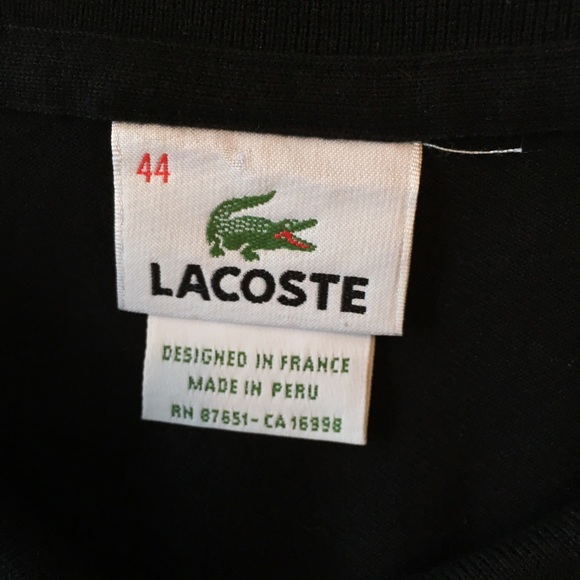 44
LACOSTE
DESIGNED IN FRANCE
MADE IN PERU
RN 87651-CA 16998